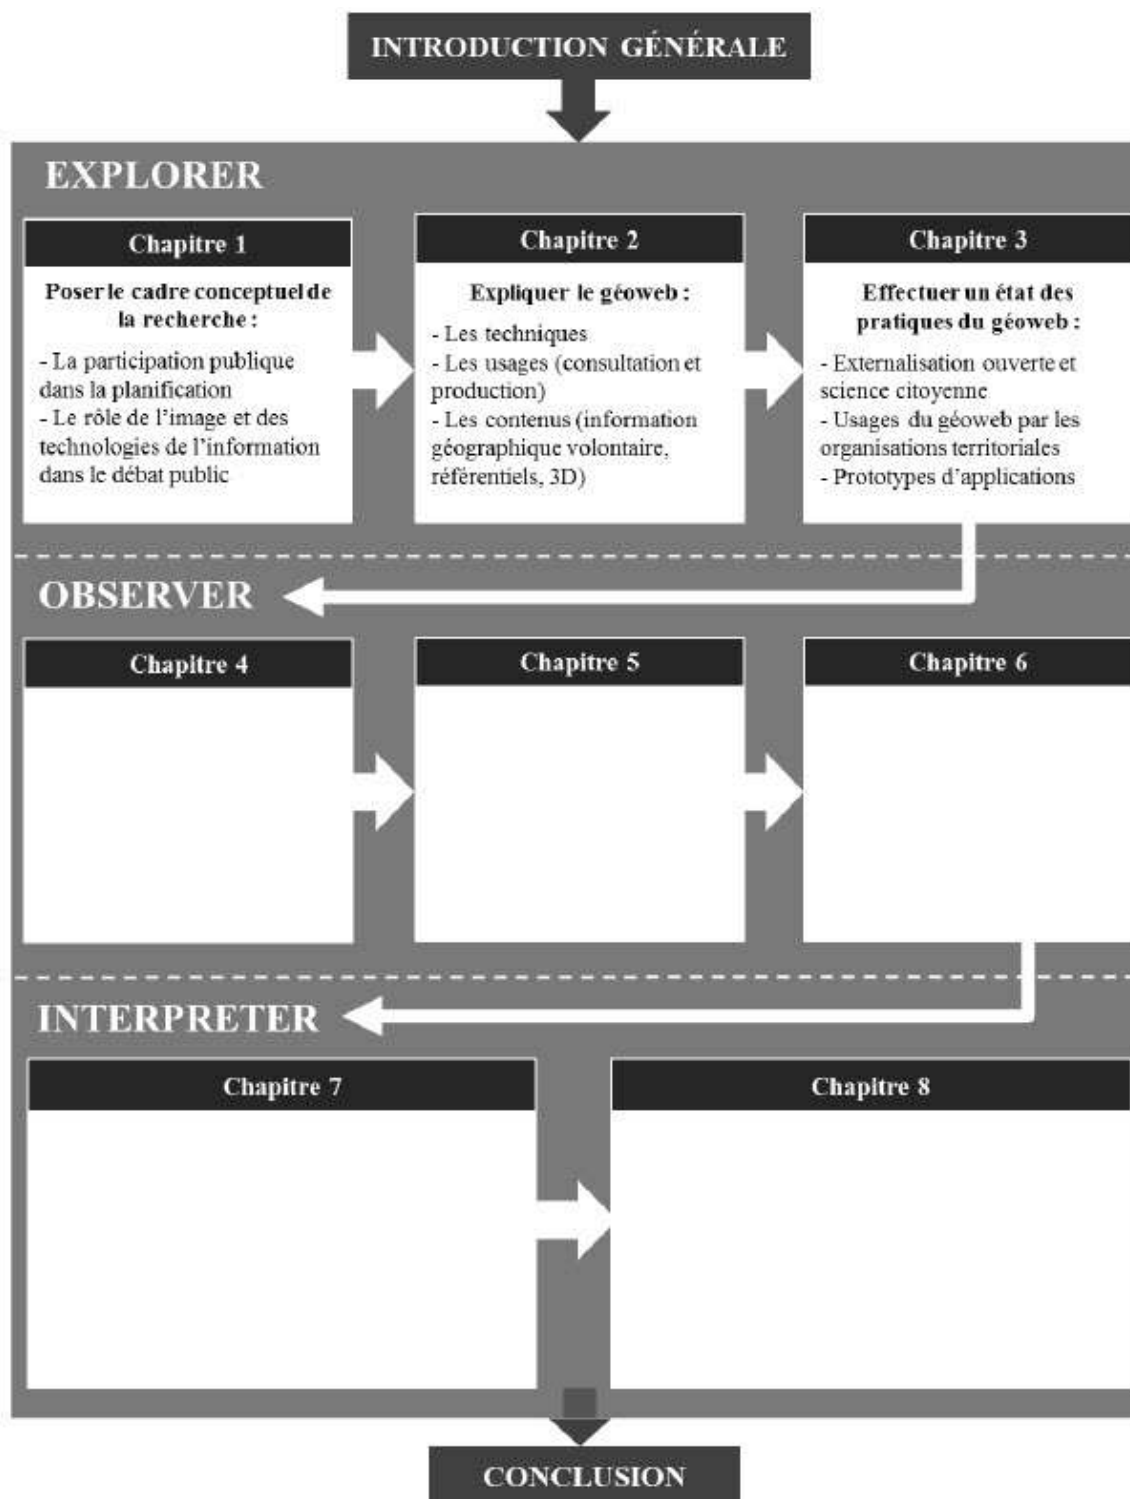 INTRODUCTION GÉNÉRALE
EXPLORER
Chapitre 1
Poser le cadre conceptuel de
la recherche :
- La participation publique
dans la planification
- Le rôle de l'image et des
technologies de l'information
dans le débat public
Chapitre 2
Expliquer le géoweb :
- Les techniques
- Les usages (consultation et
production)
- Les contenus (information
géographique volontaire,
référentiels, 3D)
Chapitre 3
Effectuer un état des
pratiques du géoweb :
- Externalisation ouverte et
science citoyenne
- Usages du géoweb par les
organisations territoriales
- Prototypes d'applications
OBSERVER
Chapitre 4
Chapitre 5
Chapitre 6
INTERPRETER
Chapitre 7
Chapitre 8
CONCLUSION